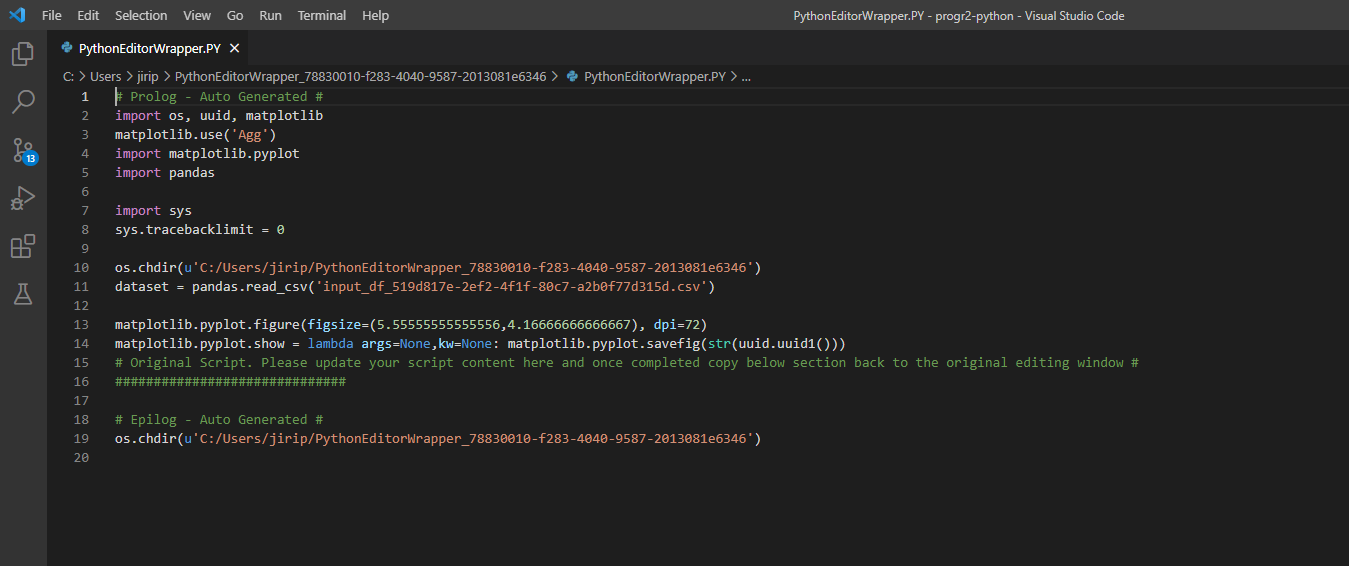 File Edit Selection View Go Run Terminal Help
PythonEditorWrapper.PY - progr2-python - Visual Studio Code
PythonEditorWrapper.PY
C: > Users > jirip > PythonEditorWrapper_78830010-f283-4040-9587-2013081e6346 > PythonEditorWrapper.PY > ...
1 # Prolog - Auto Generated #
2 import os, uuid, matplotlib
3 matplotlib.use('Agg')
4 import matplotlib.pyplot
5 import pandas
6
7 import sys
8 sys.tracebacklimit = 0
9
10 os.chdir(u'C:/Users/jirip/PythonEditorWrapper_78830010-f283-4040-9587-2013081e6346')
11 dataset = pandas.read_csv('input_df_519d817e-2ef2-4f1f-80c7-a2b0f77d315d.csv')
12
13 matplotlib.pyplot.figure(figsize=(5.55555555555556,4.16666666666667), dpi=72)
14 matplotlib.pyplot.show = lambda args=None,kw=None: matplotlib.pyplot.savefig(str(uuid.uuid1()))
15 # Original Script. Please update your script content here and once completed copy below section back to the original editing window #
16 ##############################
17
18 # Epilog - Auto Generated #
19 os.chdir(u'C:/Users/jirip/PythonEditorWrapper_78830010-f283-4040-9587-2013081e6346')
20
13